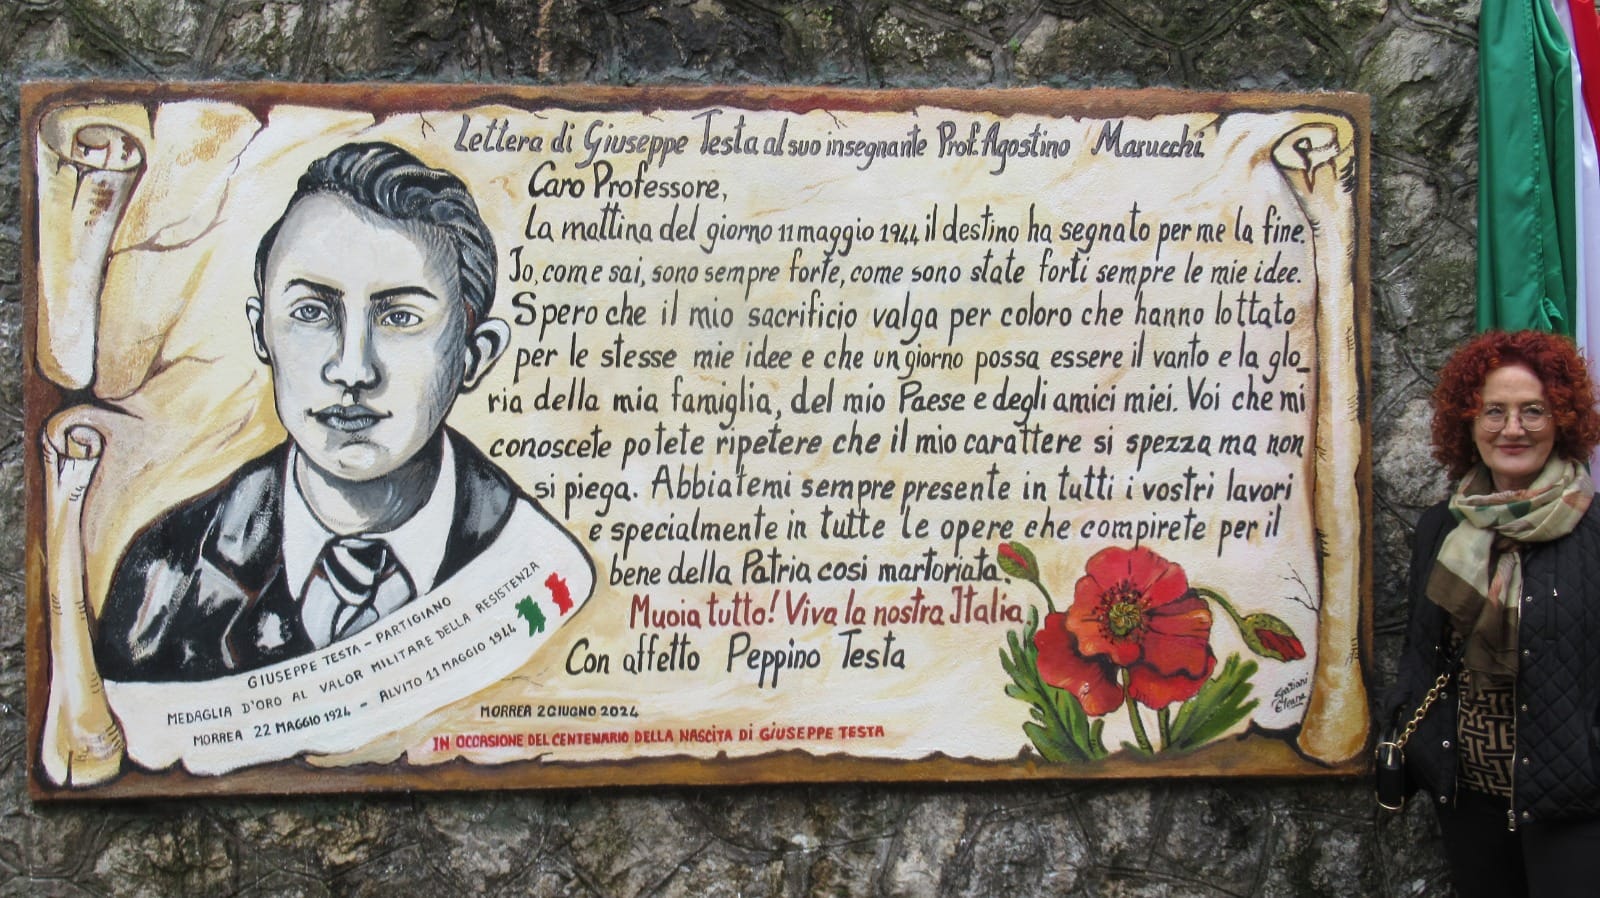 Lettera di Giuseppe Testa al suo insegnante Prof. Agostino Marucchi
Caro Professore,
La mattina del giorno 11 maggio 1944 il destino ha segnato per me la fine.
Io, come sai, sono sempre forte, come sono state forti sempre le mie idee.
Spero che il mio sacrificio valga per coloro che hanno lottato
per le stesse mie idee e che un giorno possa essere il vanto e la glo_
ria della mia famiglia, del mio Paese e degli amici miei. Voi che mi
conoscete potete ripetere che il mio carattere si spezza ma non
si piega. Abbiatemi sempre presente in tutti i vostri lavori
e specialmente in tutte le opere che compirete per il
bene della Patria cosi martoriata.
Muoia tutto! Viva la nostra Italia.
Con affetto Peppino Testa
GIUSEPPE TESTA - PARTIGIANO
MEDAGLIA D'ORO AL VALOR MILITARE DELLA RESISTENZA
MORREA 22 MAGGIO 1924 - ALVITO 11 MAGGIO 1944
MORREA 2 GIUGNO 2024
IN OCCASIONE DEL CENTENARIO DELLA NASCITA DI GIUSEPPE TESTA
Spaziani
Eleana